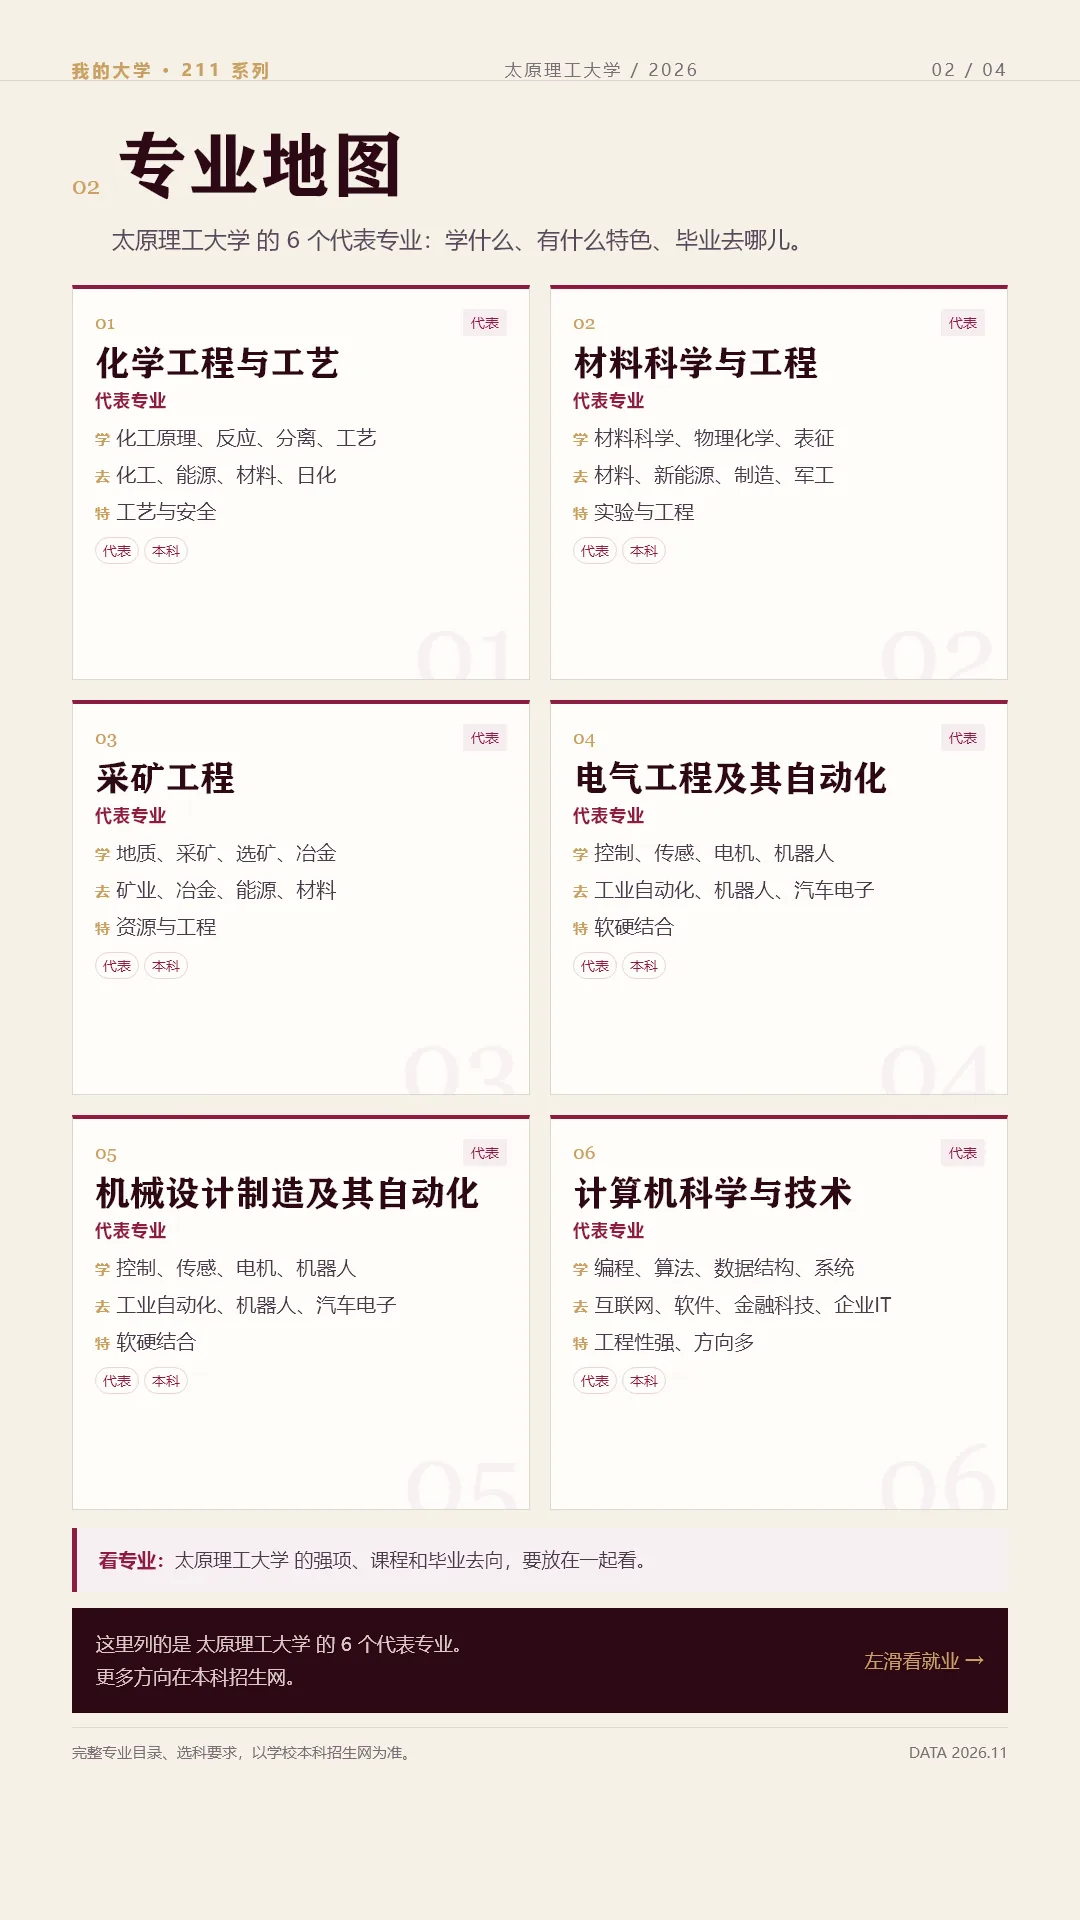 我的大学 • 211 系列
太原理工大学 / 2026
02 / 04
02 专业地图
太原理工大学 的 6 个代表专业：学什么、有什么特色、毕业去哪儿。
01
代表
化学工程与工艺
代表专业
学 化工原理、反应、分离、工艺
去 化工、能源、材料、日化
特 工艺与安全
代表 本科
01
02
代表
材料科学与工程
代表专业
学 材料科学、物理化学、表征
去 材料、新能源、制造、军工
特 实验与工程
代表 本科
02
03
代表
采矿工程
代表专业
学 地质、采矿、选矿、冶金
去 矿业、冶金、能源、材料
特 资源与工程
代表 本科
03
04
代表
电气工程及其自动化
代表专业
学 控制、传感、电机、机器人
去 工业自动化、机器人、汽车电子
特 软硬结合
代表 本科
04
05
代表
机械设计制造及其自动化
代表专业
学 控制、传感、电机、机器人
去 工业自动化、机器人、汽车电子
特 软硬结合
代表 本科
05
06
代表
计算机科学与技术
代表专业
学 编程、算法、数据结构、系统
去 互联网、软件、金融科技、企业IT
特 工程性强、方向多
代表 本科
06
看专业：太原理工大学 的强项、课程和毕业去向，要放在一起看。
这里列的是 太原理工大学 的 6 个代表专业。
更多方向在本科招生网。
左滑看就业 →
完整专业目录、选科要求，以学校本科招生网为准。
DATA 2026.11